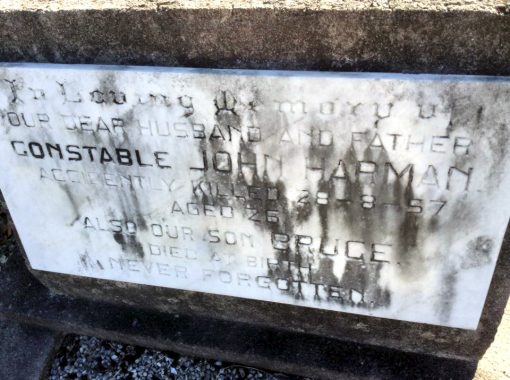 In Loving Memory of
OUR DEAR HUSBAND AND FATHER
CONSTABLE JOHN HARMAN.
ACCIDENTLY KILLED 28-8-57
AGED 26
ALSO OUR SON BRUCE.
DIED AT BIRTH
NEVER FORGOTTEN.